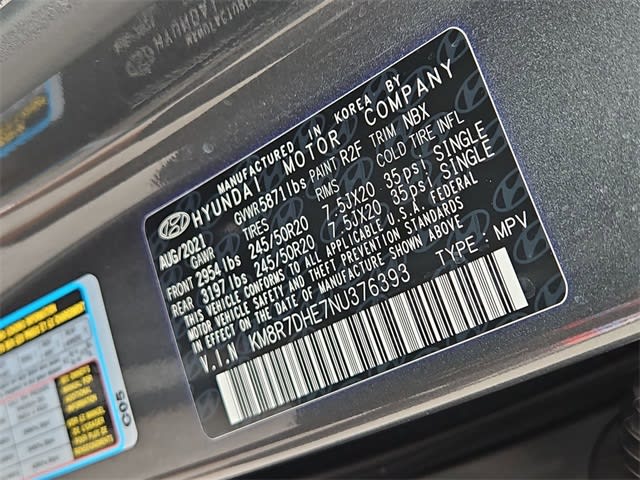 MANUFACTURED IN KOREA BY
HYUNDAI MOTOR COMPANY
AUG/2021 GVWR5871lbs PAINT R2F TRIM NBX
GAWR TIRES RIMS COLD TIRE INFL
FRONT 2954 lbs 245/50R20 7.5JX20 35psi SINGLE
REAR 3197 lbs 245/50R20 7.5JX20 35psi SINGLE
THIS VEHICLE CONFORMS TO ALL APPLICABLE U.S.A. FEDERAL
MOTOR VEHICLE SAFETY AND THEFT PREVENTION STANDARDS
IN EFFECT ON THE DATE OF MANUFACTURE SHOWN ABOVE
V.I.N KM8R7DHE7NU376393 TYPE: MPV
C05